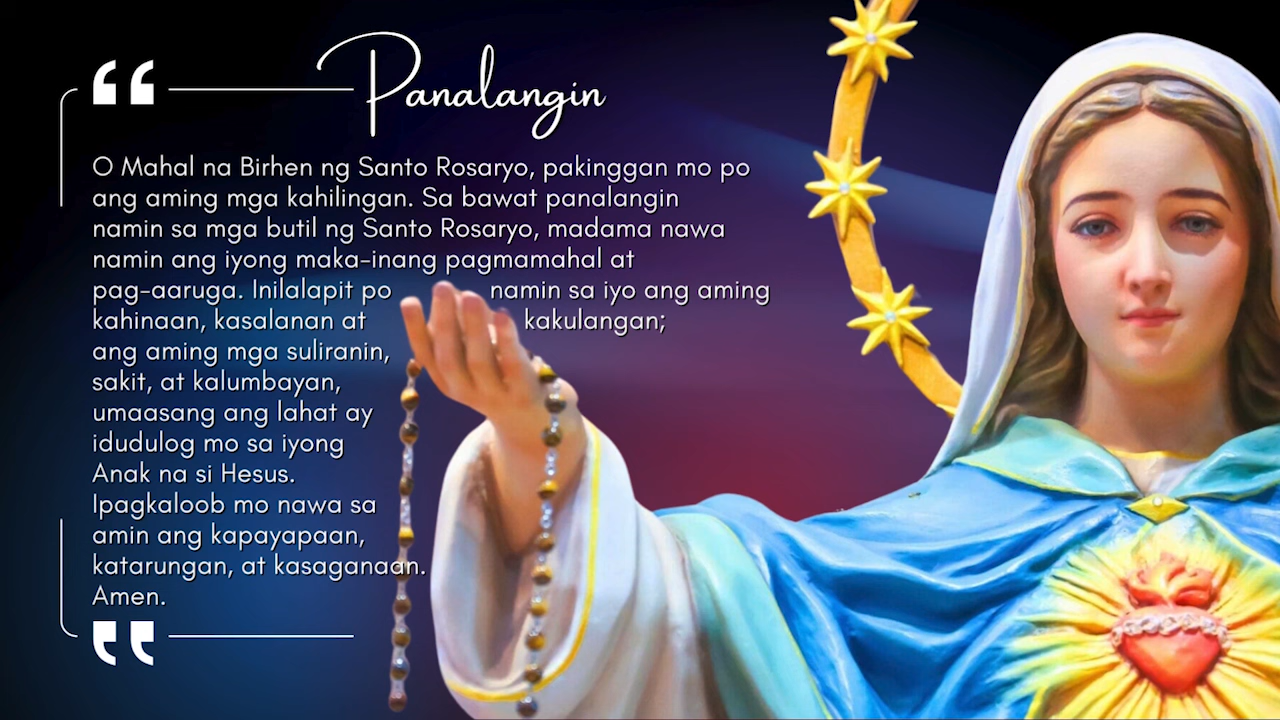 Panalangin
O Mahal na Birhen ng Santo Rosaryo, pakinggan mo po
ang aming mga kahilingan. Sa bawat panalangin
namin sa mga butil ng Santo Rosaryo, madama nawa
namin ang iyong maka-inang pagmamahal at
pag-aaruga. Inilalapit po namin sa iyo ang aming
kahinaan, kasalanan at kakulangan;
ang aming mga suliranin,
sakit, at kalumbayan,
umaasang ang lahat ay
idudulog mo sa iyong
Anak na si Hesus.
Ipagkaloob mo nawa sa
amin ang kapayapaan,
katarungan, at kasaganaan.
Amen.